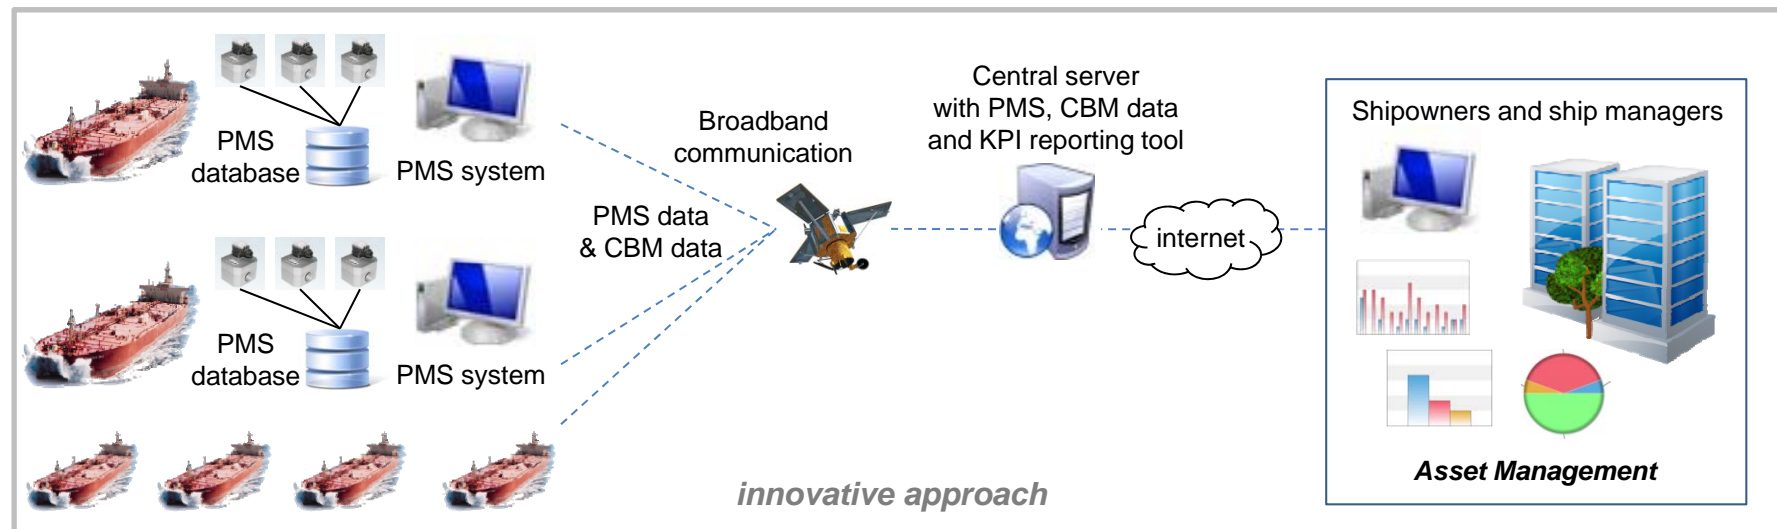 PMS
database
PMS system
PMS
database
PMS system
PMS data
& CBM data
Broadband
communication
Central server
with PMS, CBM data
and KPI reporting tool
internet
Shipowners and ship managers
Asset Management
innovative approach